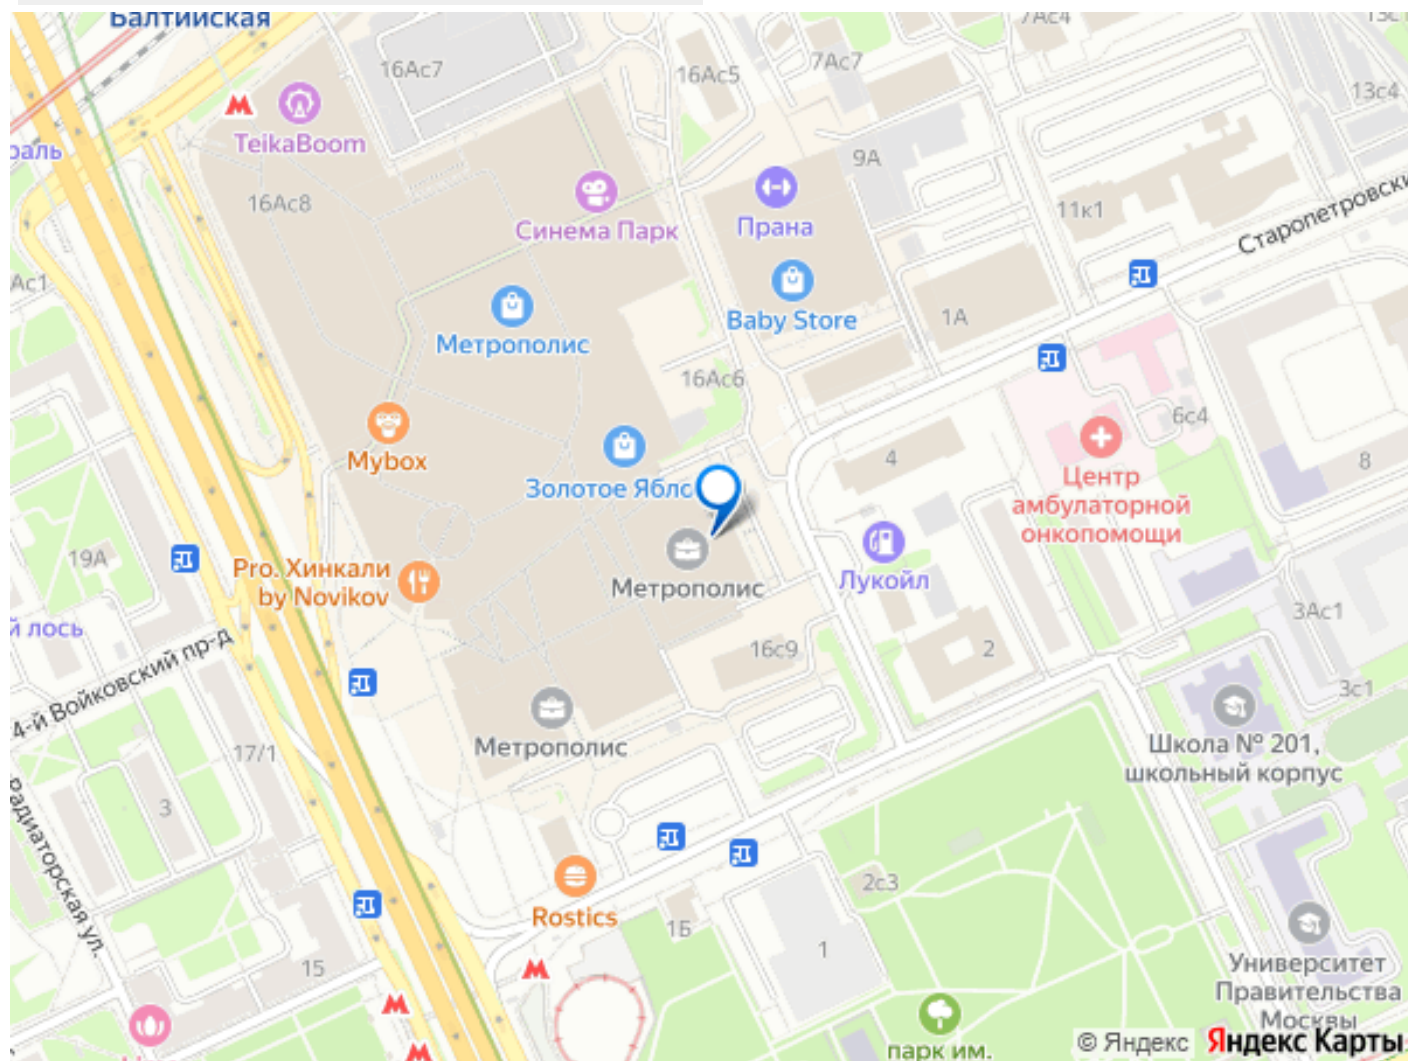 Балтийская
16Ас7
16Ас5
7Ас4
7Ас7
13с4
TeikaBoom
9А
16Ас8
11к1
Синема Парк
Прана
Старопетровски
Ас1
Baby Store
1А
Метрополис
16Ас6
6с4
Mybox
4
8
Золотое Ябло
Центр
амбулаторной
онкопомощи
19А
Pro. Хинкали
by Novikov
Метрополис
Лукойл
3Ас1
й лось
4-й Войковский пр-д
16с9
2
3с1
Метрополис
Школа № 201,
школьный корпус
17/1
3
Радиаторская ул.
2с3
Rostics
1Б
1
15
Университет
Правительства
Москвы
парк им.
© Яндекс Яндекс Карты